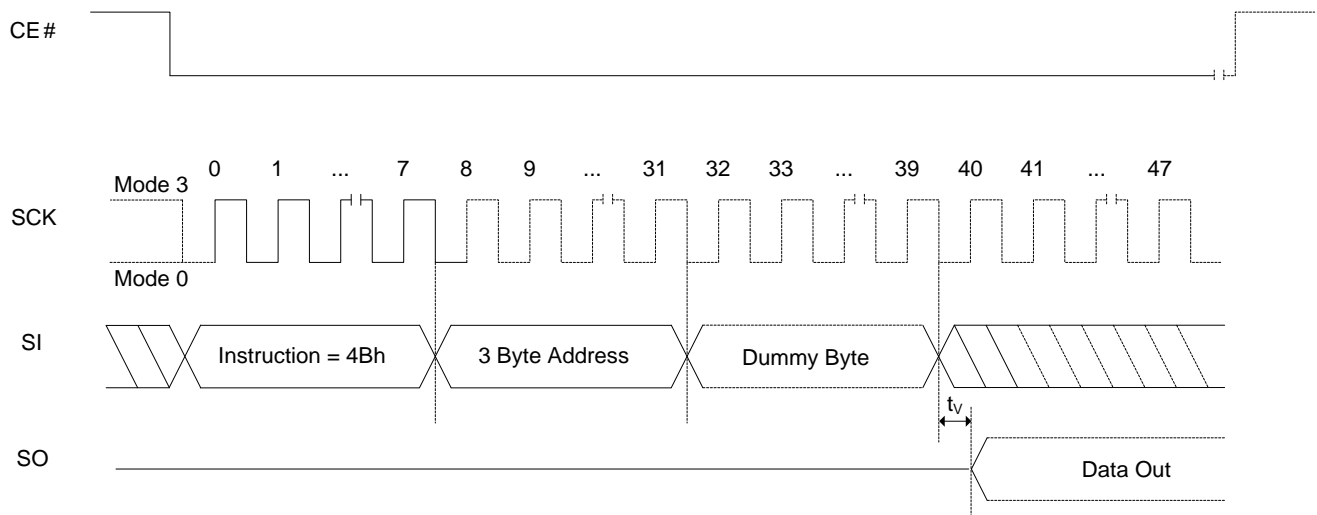 CE#
0 1 ... 7 8 9 ... 31 32 33 ... 39 40 41 ... 47
Mode 3
SCK
Mode 0
SI
Instruction = 4Bh
3 Byte Address
Dummy Byte
tV
SO
Data Out